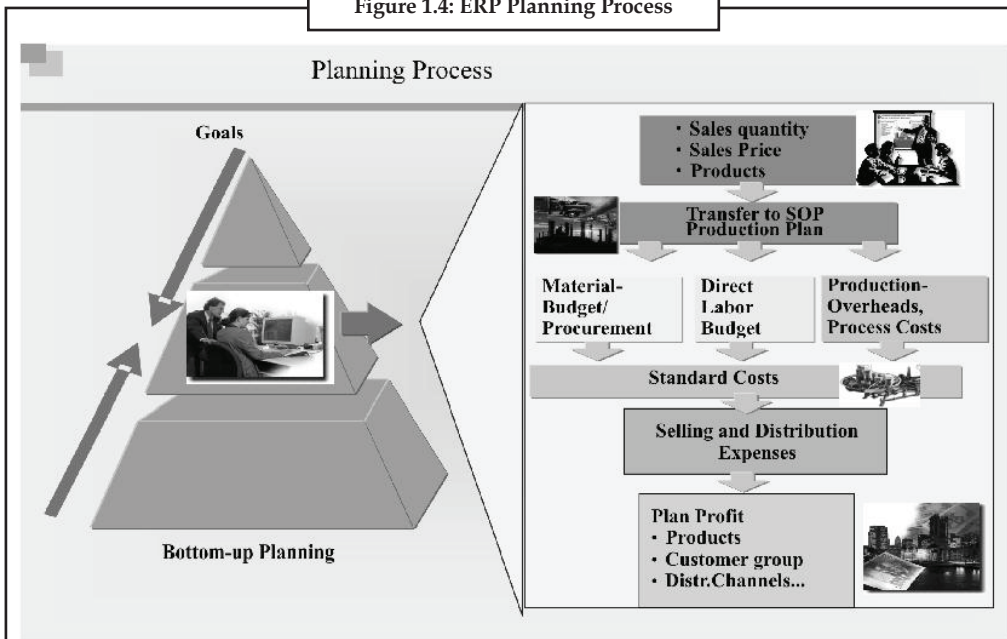 Figure 1.4: ERP Planning Process
Planning Process
Goals
Bottom-up Planning
• Sales quantity
• Sales Price
• Products
Transfer to SOP
Production Plan
Material-
Budget/
Procurement
Direct
Labor
Budget
Production-
Overheads,
Process Costs
Standard Costs
Selling and Distribution
Expenses
Plan Profit
• Products
• Customer group
• Distr.Channels...